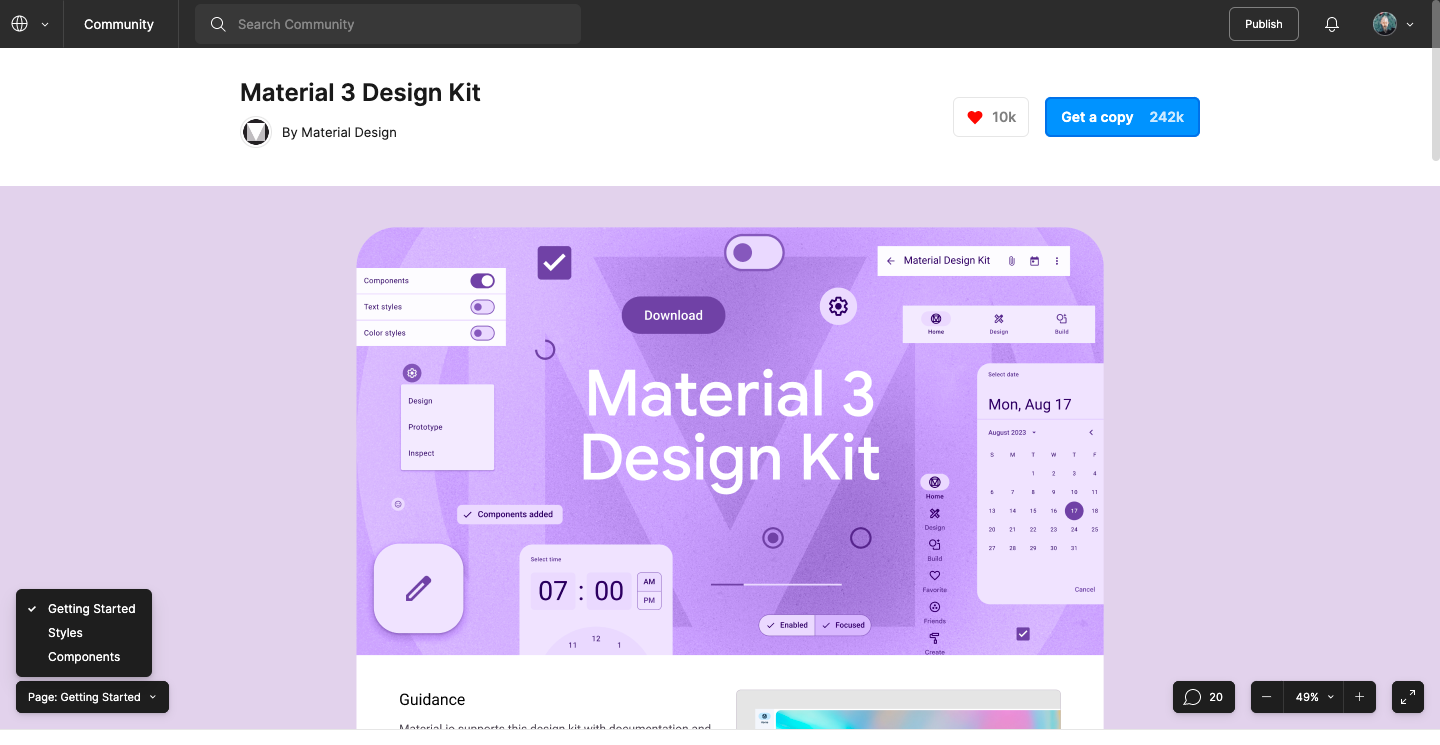 Community
Search Community
Publish
Material 3 Design Kit
By Material Design
10k
Get a copy 242k
Components
Text styles
Color styles
Download
Material Design Kit
Home Design Build
Material 3
Design Kit
Design
Prototype
Inspect
Components added
Select time
07 : 00
AM
PM
11 12 1
Enabled Focused
Home
Design
Build
Favorite
Friends
Create
Select date
Mon, Aug 17
August 2023
S M T W T F
1 2 3 4
6 7 8 9 10 11
13 14 15 16 17 18
20 21 22 23 24 25
27 28 29 30 31
Cancel
Getting Started
Styles
Components
Page: Getting Started
Guidance
Material.io supports this design kit with documentation and
20
49%